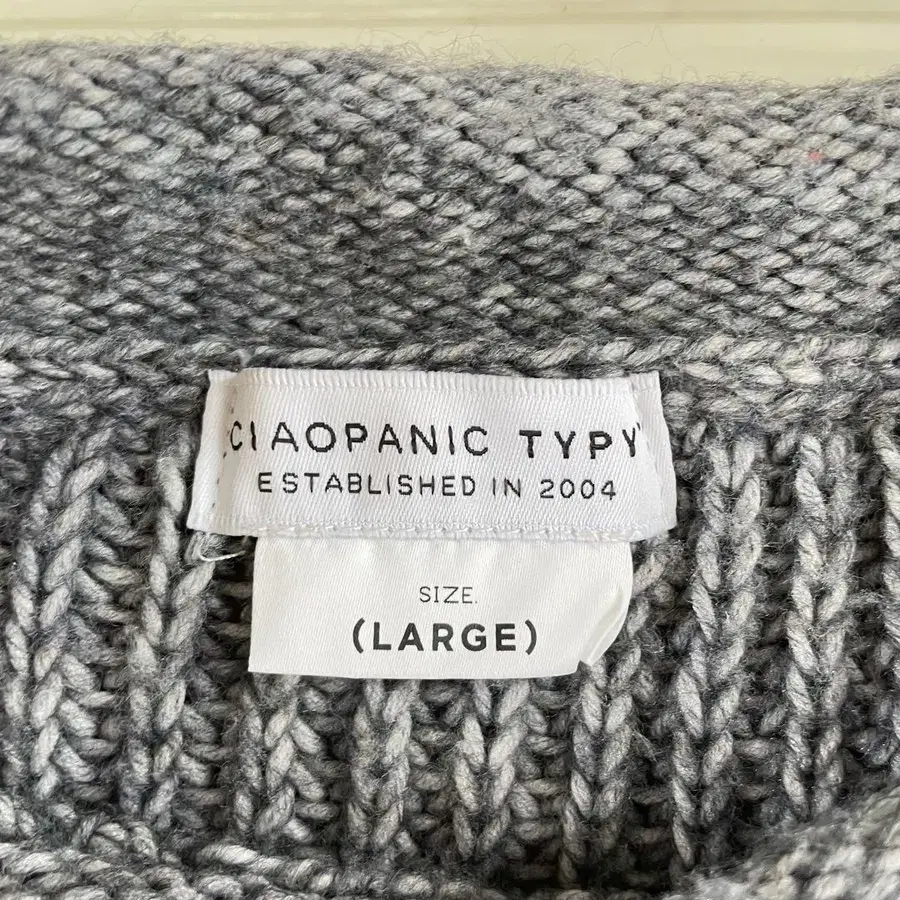 CIAOPANIC TYPY
ESTABLISHED IN 2004
SIZE.
(LARGE)